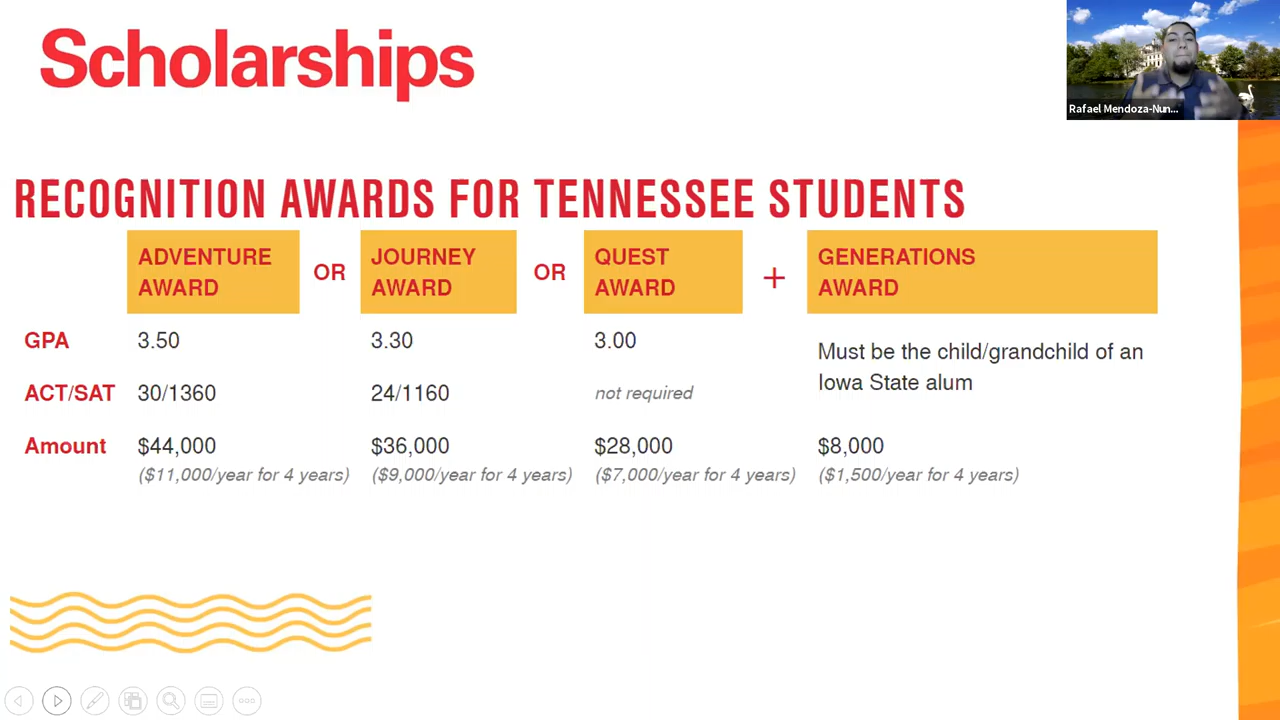 Scholarships
Rafael Mendoza-Nun...
RECOGNITION AWARDS FOR TENNESSEE STUDENTS
ADVENTURE AWARD OR JOURNEY AWARD OR QUEST AWARD + GENERATIONS AWARD
GPA 3.50 3.30 3.00 Must be the child/grandchild of an
Iowa State alum
ACT/SAT 30/1360 24/1160 not required
Amount $44,000 $36,000 $28,000 $8,000
($11,000/year for 4 years) ($9,000/year for 4 years) ($7,000/year for 4 years) ($1,500/year for 4 years)